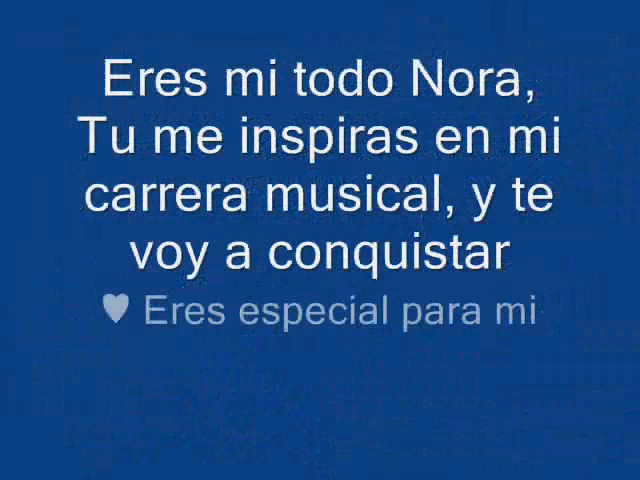 Eres mi todo Nora,
Tu me inspiras en mi
carrera musical, y te
voy a conquistar
♥ Eres especial para mi